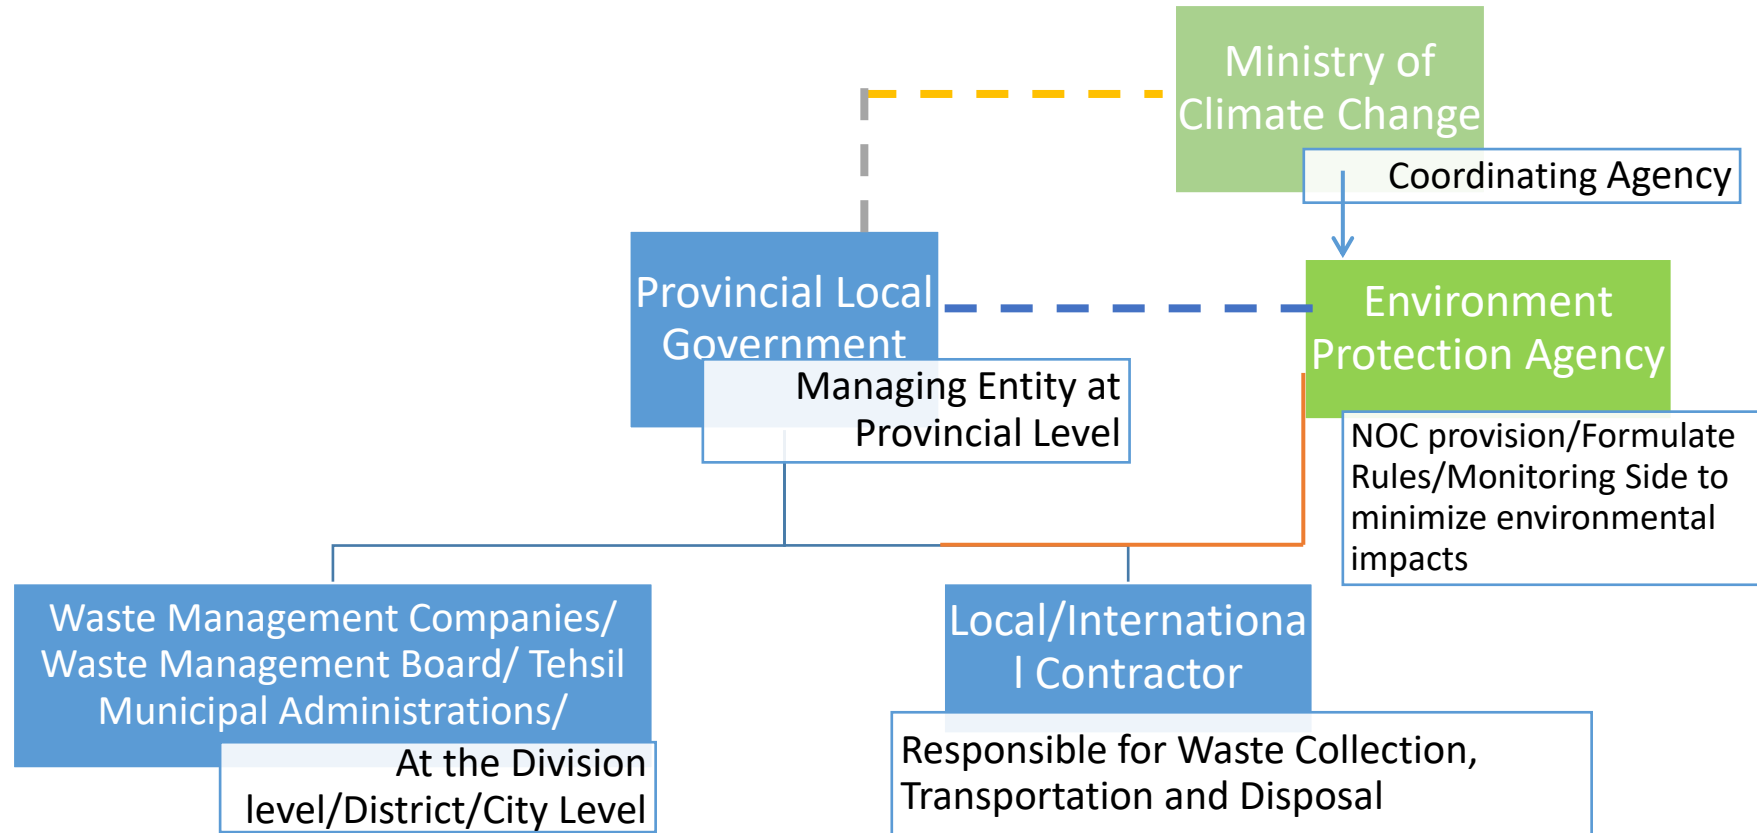 Ministry of
Climate Change
Coordinating Agency
Provincial Local
Government
Managing Entity at
Provincial Level
Environment
Protection Agency
NOC provision/Formulate
Rules/Monitoring Side to
minimize environmental
impacts
Waste Management Companies/
Waste Management Board/ Tehsil
Municipal Administrations/
At the Division
level/District/City Level
Local/Internationa
l Contractor
Responsible for Waste Collection,
Transportation and Disposal